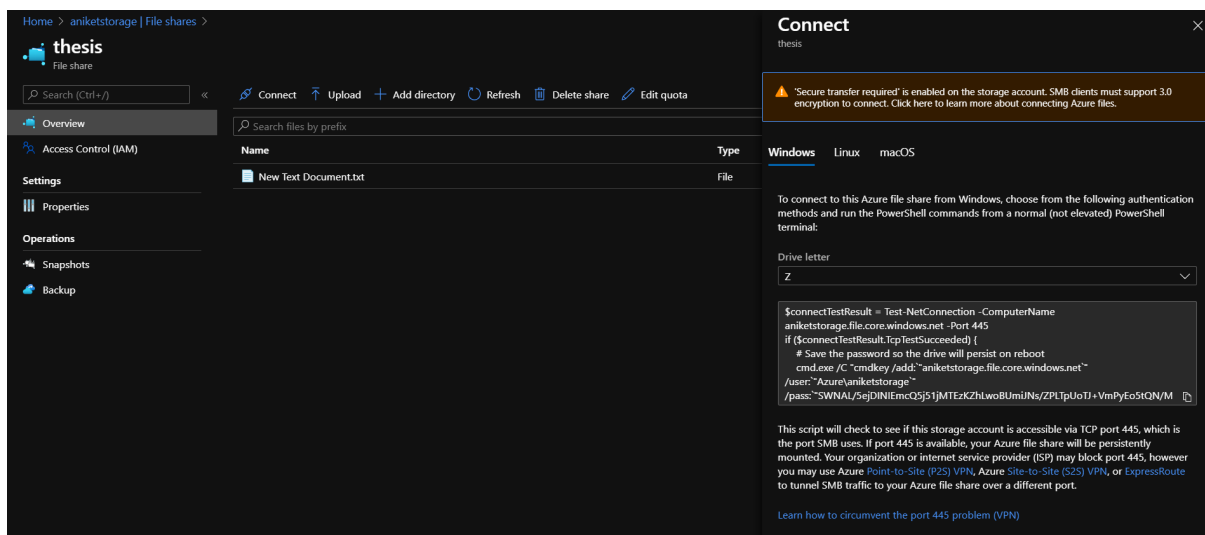 Home > aniketstorage | File shares >
thesis
File share
Search (Ctrl+/)
«
Overview
Access Control (IAM)
Settings
Properties
Operations
Snapshots
Backup
Connect Upload Add directory Refresh Delete share Edit quota
Search files by prefix
Name Type
New Text Document.txt File
Connect
thesis
'Secure transfer required' is enabled on the storage account. SMB clients must support 3.0
encryption to connect. Click here to learn more about connecting Azure files.
Windows Linux macOS
To connect to this Azure file share from Windows, choose from the following authentication
methods and run the PowerShell commands from a normal (not elevated) PowerShell
terminal:
Drive letter
Z
$connectTestResult = Test-NetConnection -ComputerName
aniketstorage.file.core.windows.net -Port 445
if ($connectTestResult.TcpTestSucceeded) {
# Save the password so the drive will persist on reboot
cmd.exe /C "cmdkey /add:`"aniketstorage.file.core.windows.net`"
/user:`"Azure\aniketstorage`"
/pass:`"
This script will check to see if this storage account is accessible via TCP port 445, which is
the port SMB uses. If port 445 is available, your Azure file share will be persistently
mounted. Your organization or internet service provider (ISP) may block port 445, however
you may use Azure Point-to-Site (P2S) VPN, Azure Site-to-Site (S2S) VPN, or ExpressRoute
to tunnel SMB traffic to your Azure file share over a different port.
Learn how to circumvent the port 445 problem (VPN)